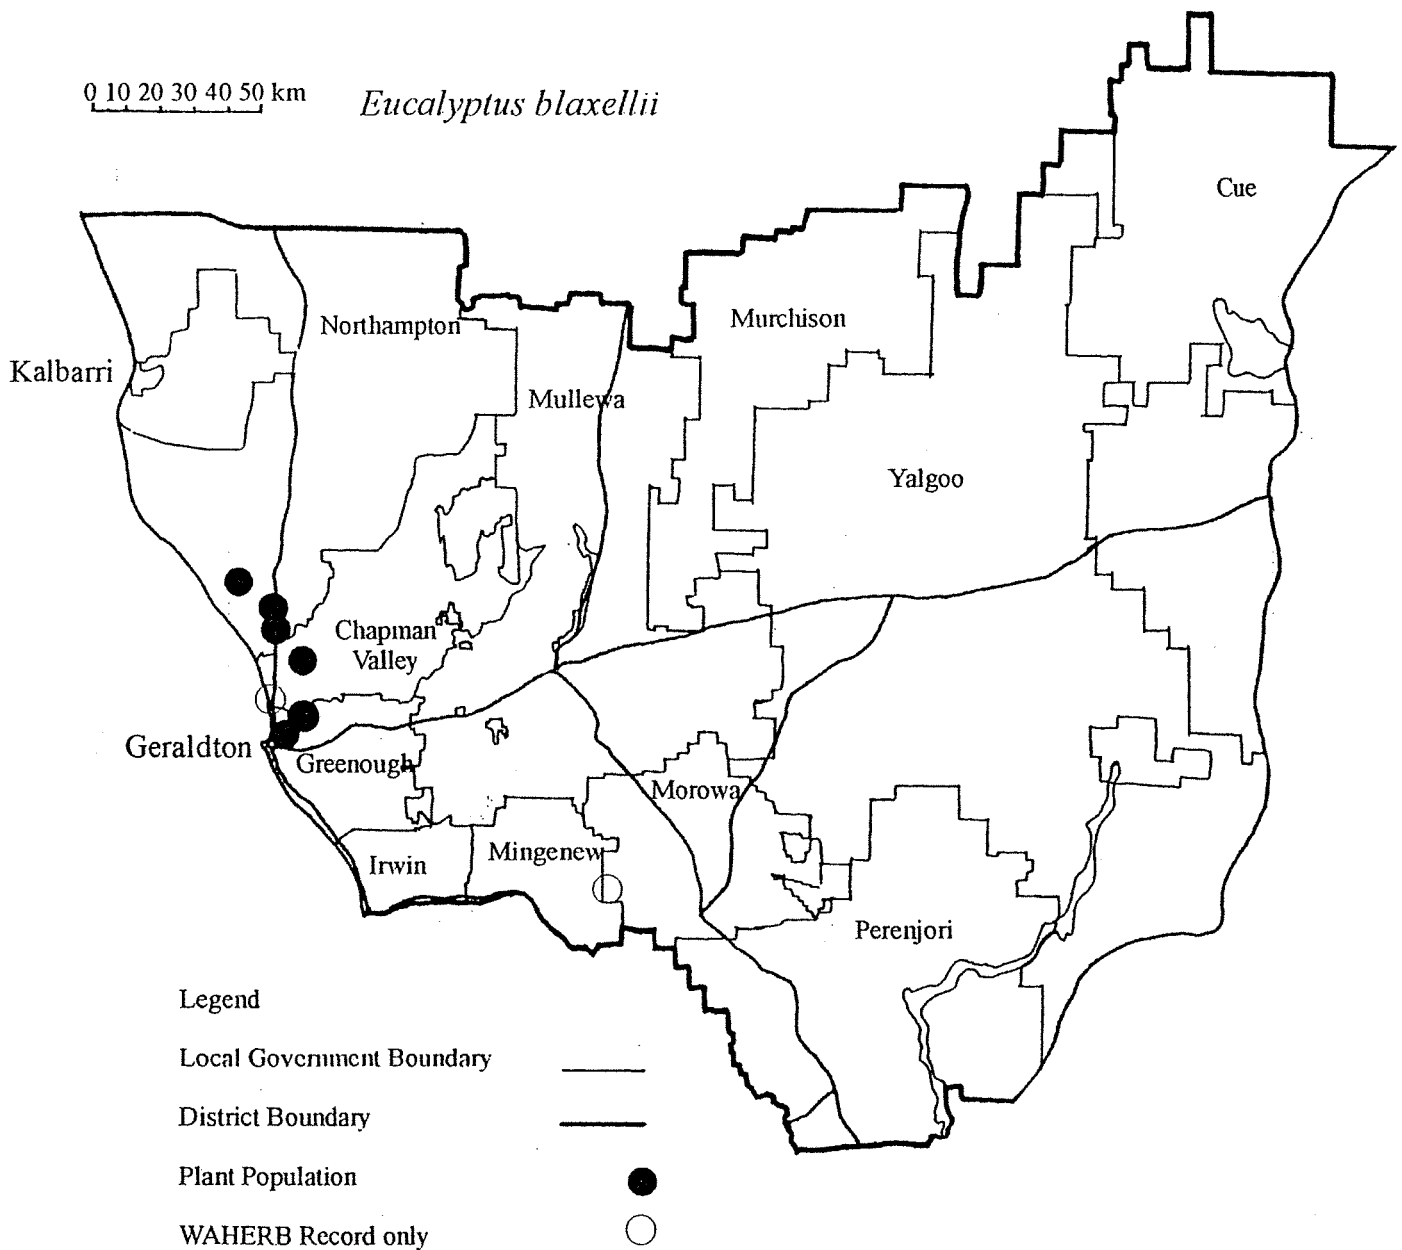 0 10 20 30 40 50 km
Eucalyptus blaxellii
Cue
Northampton
Murchison
Kalbarri
Mullewa
Yalgoo
Chapman
Valley
Geraldton
Greenough
Morowa
Irwin
Mingenew
Perenjori
Legend
Local Government Boundary
District Boundary
Plant Population
WAHERB Record only